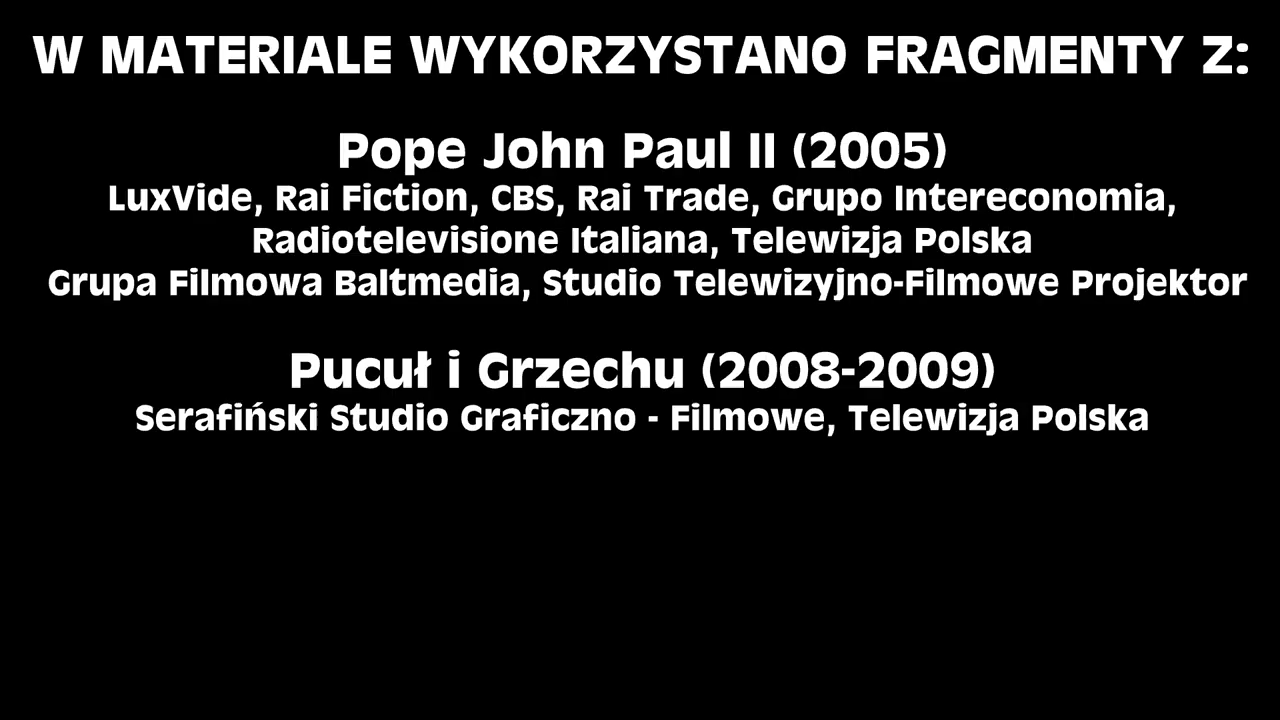 W MATERIALE WYKORZYSTANO FRAGMENTY Z:
Pope John Paul II (2005)
LuxVide, Rai Fiction, CBS, Rai Trade, Grupo Intereconomia,
Radiotelevisione Italiana, Telewizja Polska
Grupa Filmowa Baltmedia, Studio Telewizyjno-Filmowe Projektor
Pucuł i Grzechu (2008-2009)
Serafiński Studio Graficzno - Filmowe, Telewizja Polska